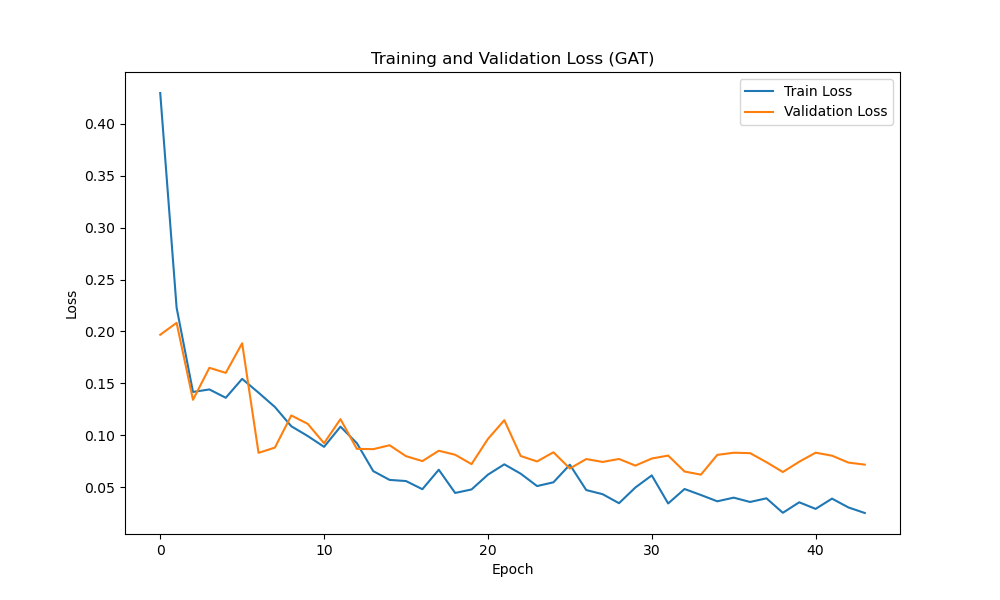 Training and Validation Loss (GAT)
Train Loss
Validation Loss
0.40
0.35
0.30
0.25
0.20
0.15
0.10
0.05
Loss
0 10 20 30 40
Epoch